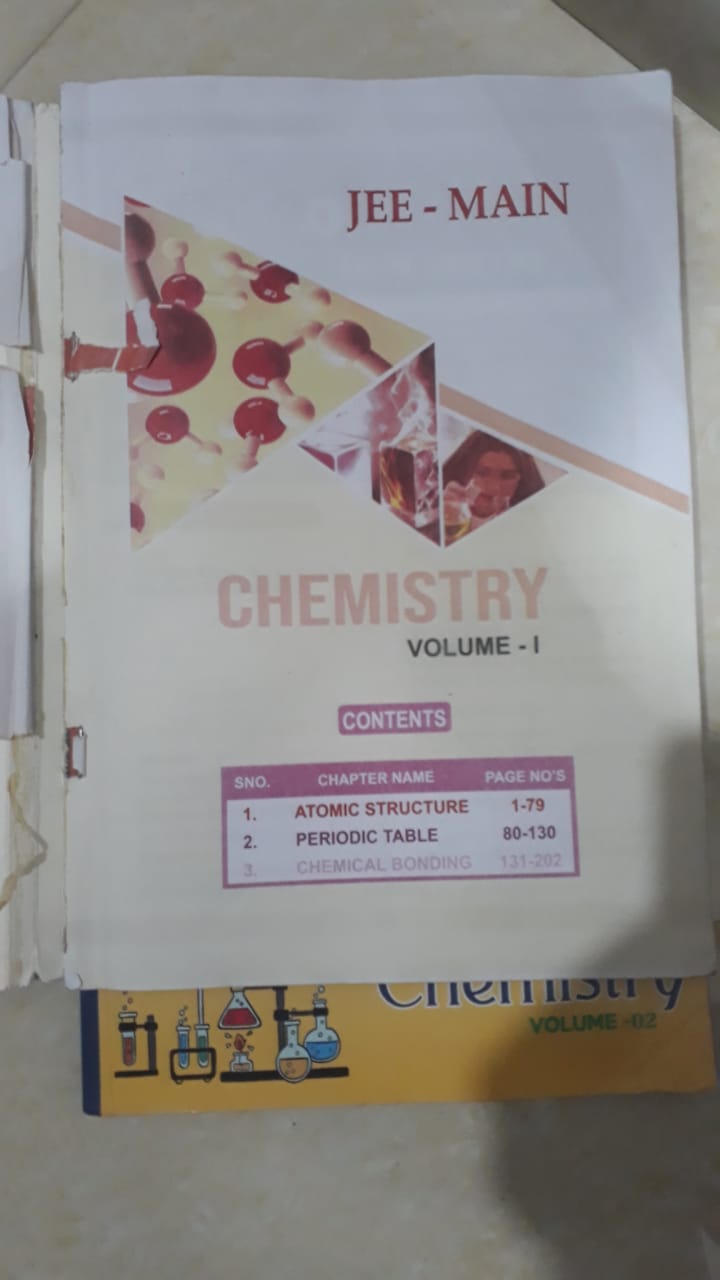 JEE - MAIN
CHEMISTRY
VOLUME - I
CONTENTS
SNO. CHAPTER NAME PAGE NO'S
1. ATOMIC STRUCTURE 1-79
2. PERIODIC TABLE 80-130
3. CHEMICAL BONDING 131-202
Chemistry
VOLUME -02